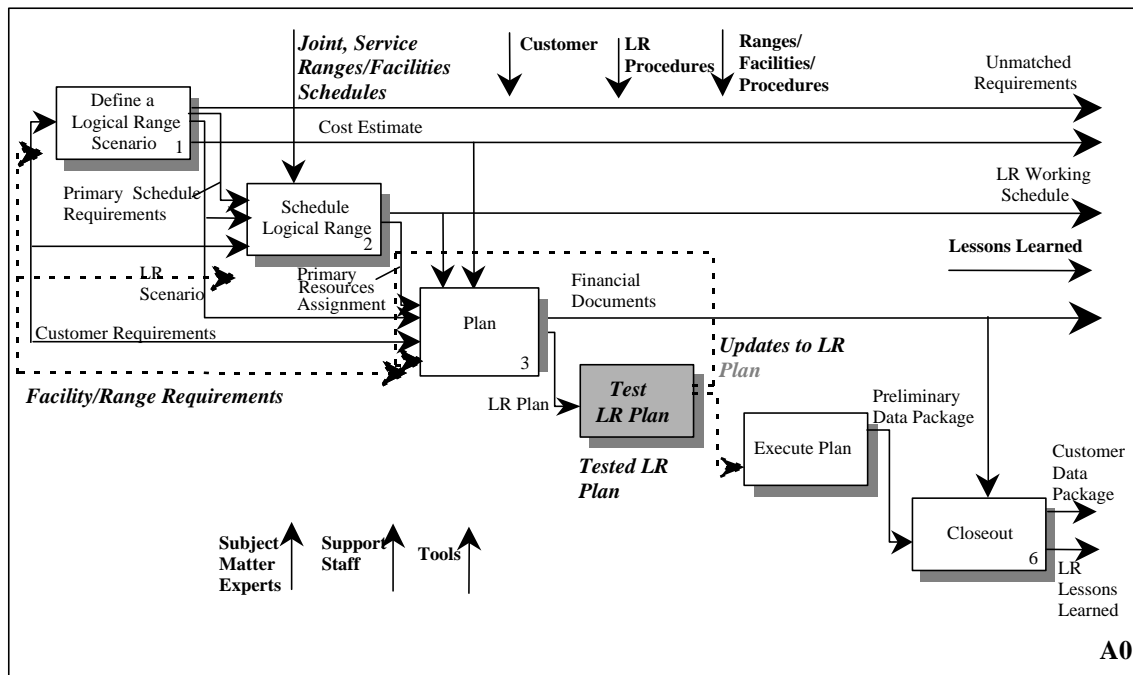 Joint, Service
Ranges/Facilities
Schedules
Customer
LR
Procedures
Ranges/
Facilities/
Procedures
Unmatched
Requirements
Define a
Logical Range
Scenario
1
Cost Estimate
Primary Schedule
Requirements
Schedule
Logical Range
2
LR Working
Schedule
Lessons Learned
LR
Scenario
Primary
Resources
Assignment
Financial
Documents
Plan
3
Customer Requirements
Facility/Range Requirements
Updates to LR
Plan
LR Plan
Test
LR Plan
Tested LR
Plan
Preliminary
Data Package
Execute Plan
Customer
Data
Package
Closeout
6
LR
Lessons
Learned
Subject
Matter
Experts
Support
Staff
Tools
A0